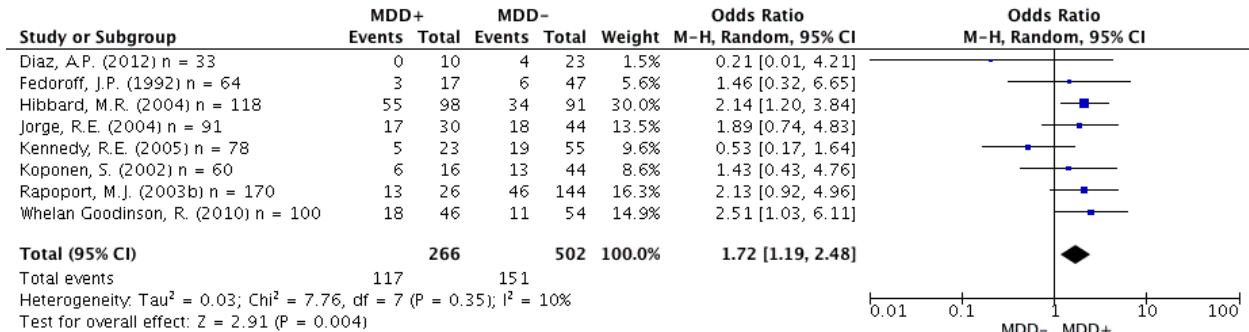 MDD+ MDD- Odds Ratio Odds Ratio
Study or Subgroup Events Total Events Total Weight M-H, Random, 95% CI M-H, Random, 95% CI
Diaz, A.P. (2012) n = 33 0 10 4 23 1.5% 0.21 [0.01, 4.21]
Fedoroff, J.P. (1992) n = 64 3 17 6 47 6.0% 1.46 [0.32, 6.65]
Hibbard, M.R. (2004) n = 118 55 98 34 91 30.0% 2.14 [1.20, 3.84]
Jorge, R.E. (2004) n = 91 17 30 18 44 13.5% 1.89 [0.74, 4.83]
Kennedy, R.E. (2005) n = 78 5 23 19 55 9.6% 0.53 [0.17, 1.64]
Koponen, S. (2002) n = 60 6 16 13 44 8.6% 1.43 [0.43, 4.76]
Rapoport, M.J. (2003b) n = 170 13 26 46 144 16.3% 2.13 [0.92, 4.96]
Whelan Goodinson, R. (2010) n = 100 18 46 11 54 14.9% 2.51 [1.03, 6.11]
Total (95% CI) 266 502 100.0% 1.72 [1.19, 2.48]
Total events 117 151
Heterogeneity: Tau² = 0.03; Chi² = 7.76, df = 7 (P = 0.35); I² = 10%
Test for overall effect: Z = 2.91 (P = 0.004)
0.01 0.1 1 10 100
MDD- MDD+